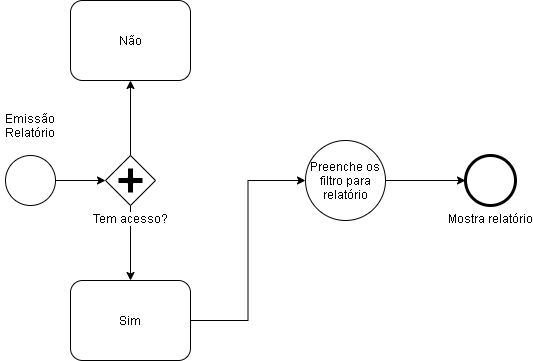 Não
Emissão
Relatório
Tem acesso?
Preenche os
filtro para
relatório
Mostra relatório
Sim